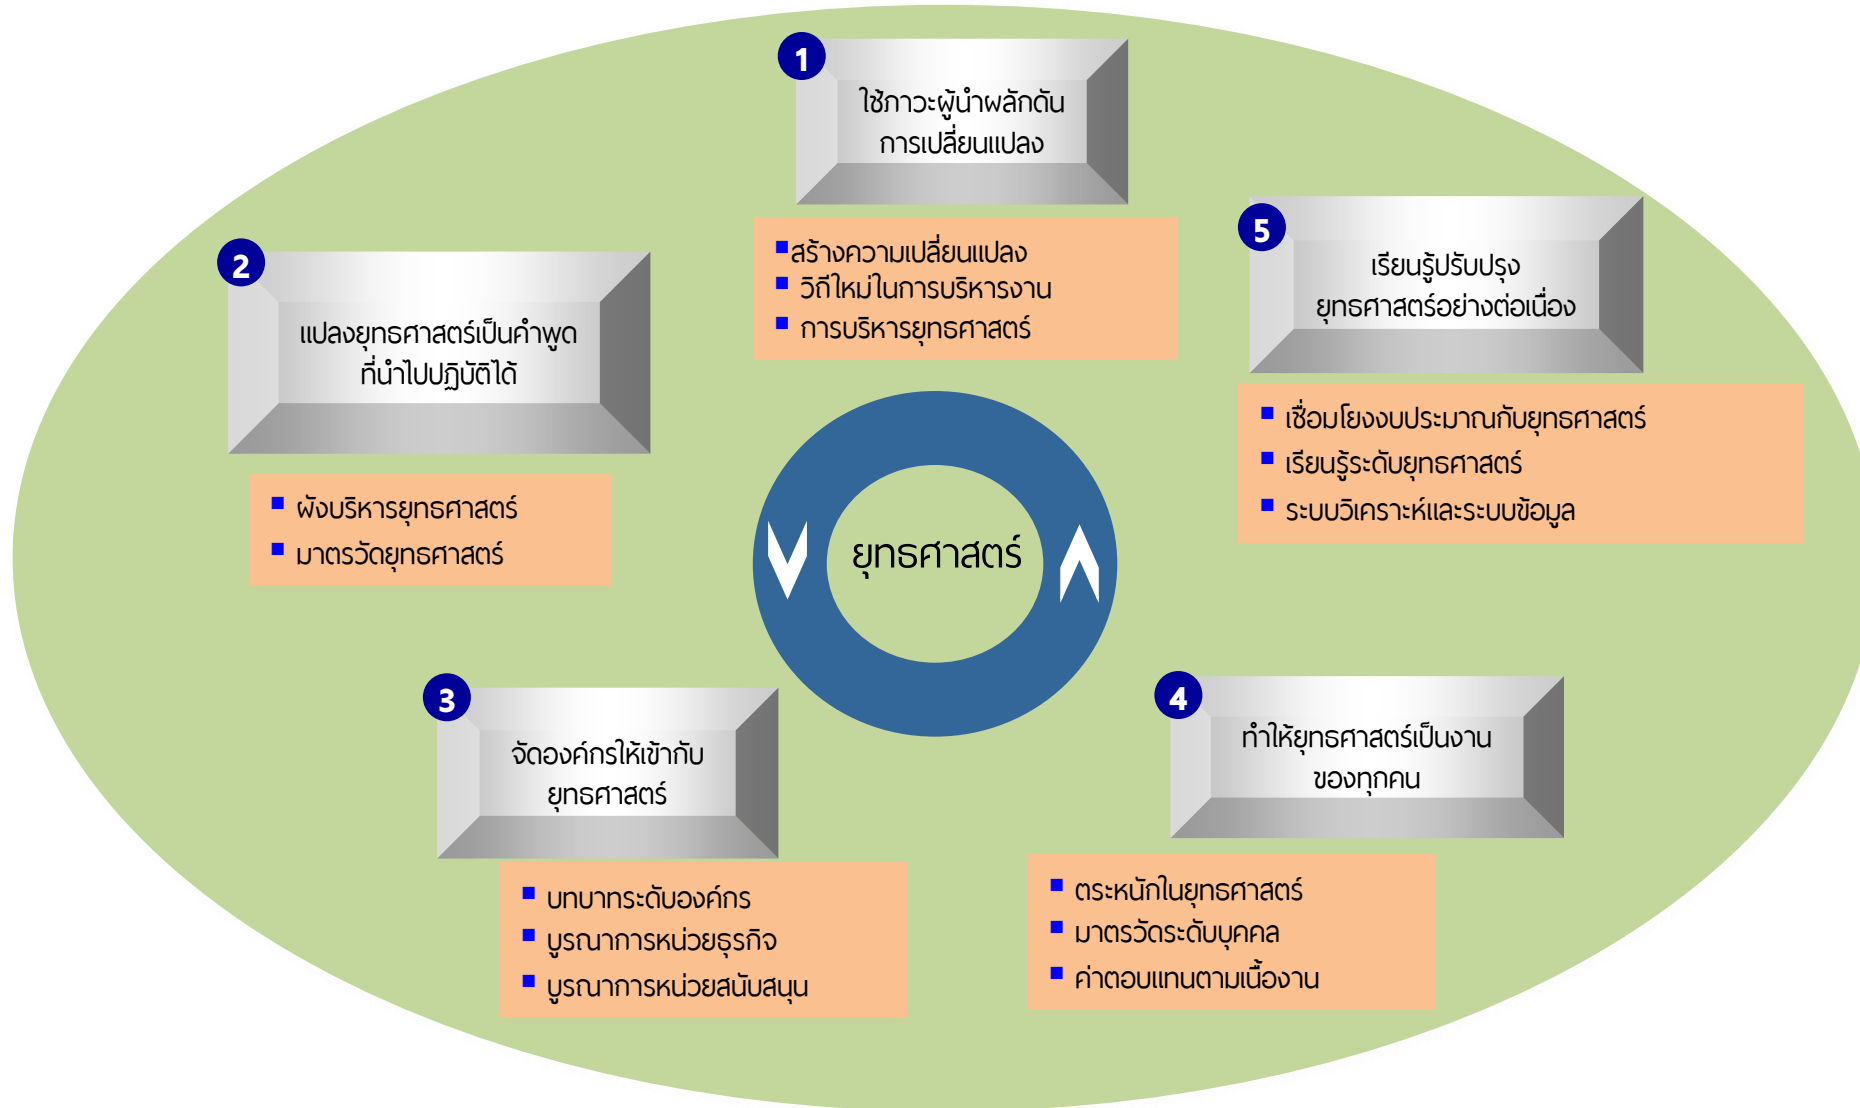 1
ใช้ภาวะผู้นำผลักดัน
การเปลี่ยนแปลง
■สร้างความเปลี่ยนแปลง
■ วิถีใหม่ในการบริหารงาน
■ การบริหารยุทธศาสตร์
2
แปลงยุทธศาสตร์เป็นคำพูด
ที่นำไปปฏิบัติได้
■ ผังบริหารยุทธศาสตร์
■ มาตรวัดยุทธศาสตร์
3
จัดองค์กรให้เข้ากับ
ยุทธศาสตร์
■ บทบาทระดับองค์กร
■ บูรณาการหน่วยธุรกิจ
■ บูรณาการหน่วยสนับสนุน
4
ทำให้ยุทธศาสตร์เป็นงาน
ของทุกคน
■ ตระหนักในยุทธศาสตร์
■ มาตรวัดระดับบุคคล
■ ค่าตอบแทนตามเนื้องาน
5
เรียนรู้ปรับปรุง
ยุทธศาสตร์อย่างต่อเนื่อง
■ เชื่อมโยงงบประมาณกับยุทธศาสตร์
■ เรียนรู้ระดับยุทธศาสตร์
■ ระบบวิเคราะห์และระบบข้อมูล
ยุทธศาสตร์